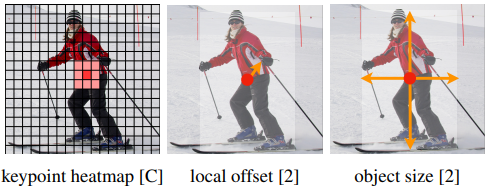 keypoint heatmap [C]
local offset [2]
object size [2]